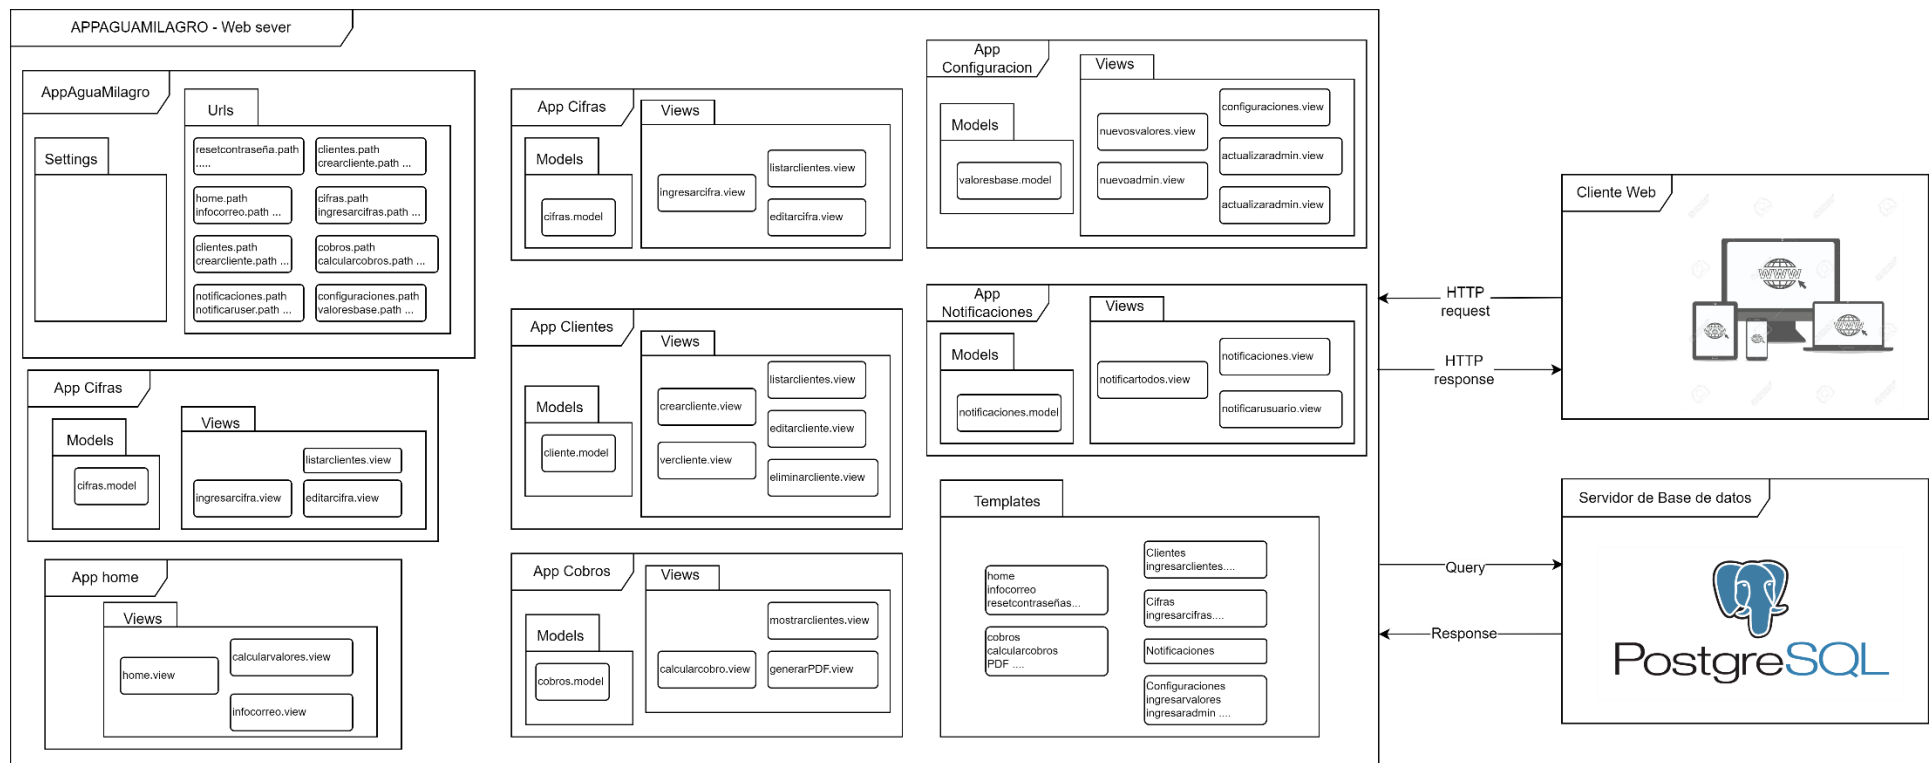 APPAGUAMILAGRO - Web sever
AppAguaMilagro
Settings
Urls
resetcontraseña.path
.....
clientes.path
crearcliente.path ...
home.path
infocorreo.path ...
cifras.path
ingresarcifras.path ...
clientes.path
crearcliente.path ...
cobros.path
calcularcobros.path ...
notificaciones.path
notificaruser.path ...
configuraciones.path
valoresbase.path ...
App Cifras
Models
cifras.model
Views
listarclientes.view
ingresarcifra.view
editarcifra.view
App home
Views
home.view
calcularvalores.view
infocorreo.view
App Cifras
Models
cifras.model
Views
listarclientes.view
ingresarcifra.view
editarcifra.view
App Clientes
Models
cliente.model
Views
listarclientes.view
crearcliente.view
editarcliente.view
vercliente.view
eliminarcliente.view
App Cobros
Models
cobros.model
Views
mostrarclientes.view
calcularcobro.view
generarPDF.view
App
Configuracion
Models
valoresbase.model
Views
configuraciones.view
nuevosvalores.view
actualizaradmin.view
nuevoadmin.view
actualizaradmin.view
App
Notificaciones
Models
notificaciones.model
Views
notificaciones.view
notificartodos.view
notificarusuario.view
Templates
home
infocorreo
resetcontraseñas...
cobros
calcularcobros
PDF ....
Clientes
ingresarclientes....
Cifras
ingresarcifras....
Notificaciones
Configuraciones
ingresarvalores
ingresaradmin ....
HTTP
request
HTTP
response
Query
Response
Cliente Web
WWW
WWW
WWW
WWW
Servidor de Base de datos
PostgreSQL